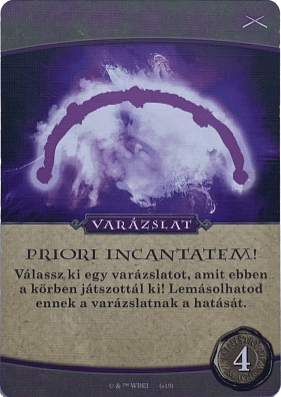 VARÁZSLAT
PRIORI INCANTATEM!
Válassz ki egy varázslatot, amit ebben
a körben játszottál ki! Lemásolhatod
ennek a varázslatnak a hatását.
4
© & ™ WBEI. (s19)